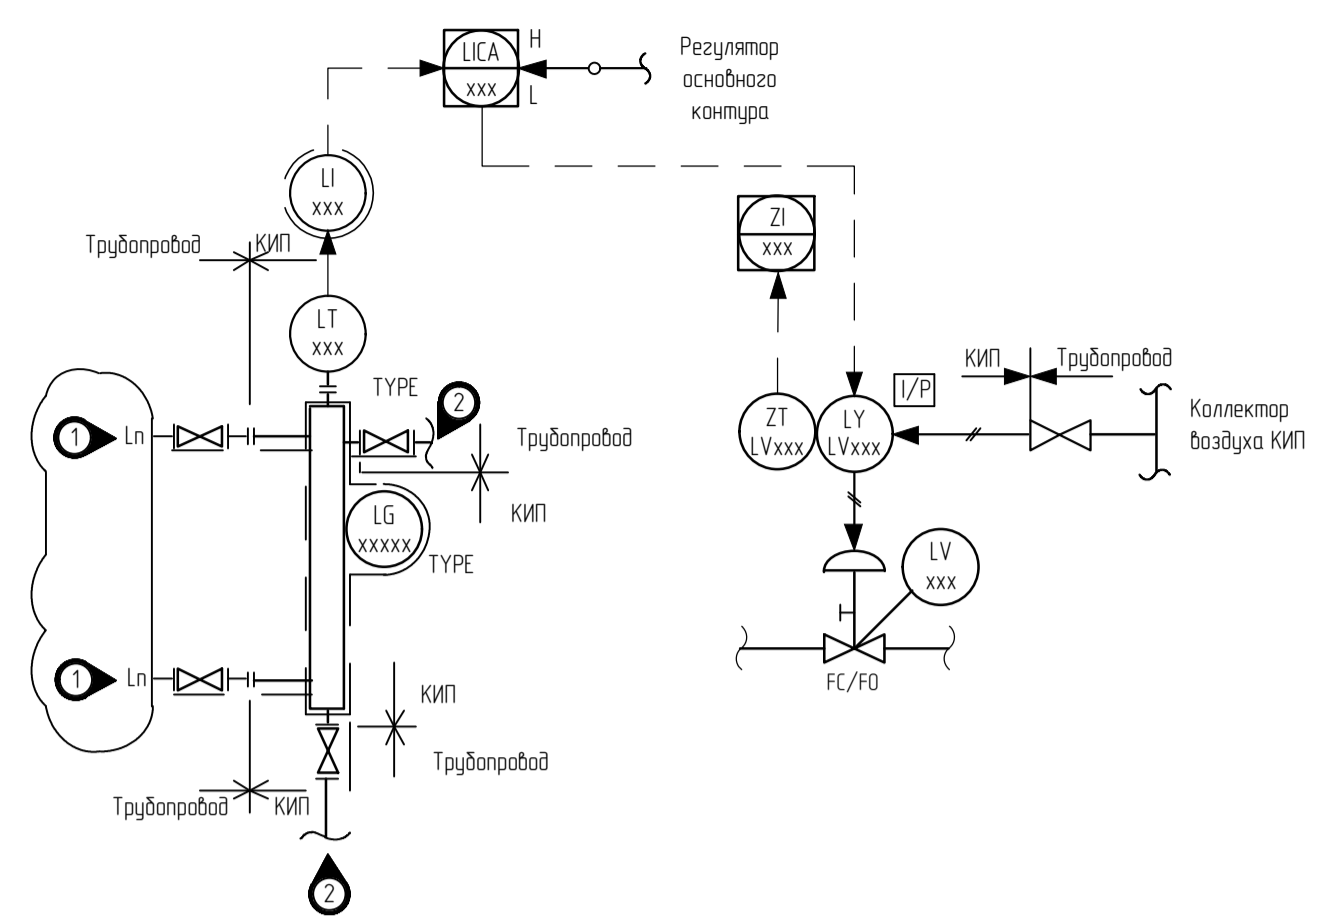 LICA
xxx
H
L
Регулятор
основного
контура
LI
xxx
Трубопровод
КИП
ZI
xxx
LT
xxx
TYPE
2
КИП
Трубопровод
I/P
1
Ln
ZT
LVxxx
LY
LVxxx
Коллектор
воздуха КИП
Трубопровод
КИП
LG
xxxxx
TYPE
LV
xxx
1
Ln
FC/FO
КИП
Трубопровод
Трубопровод
КИП
2